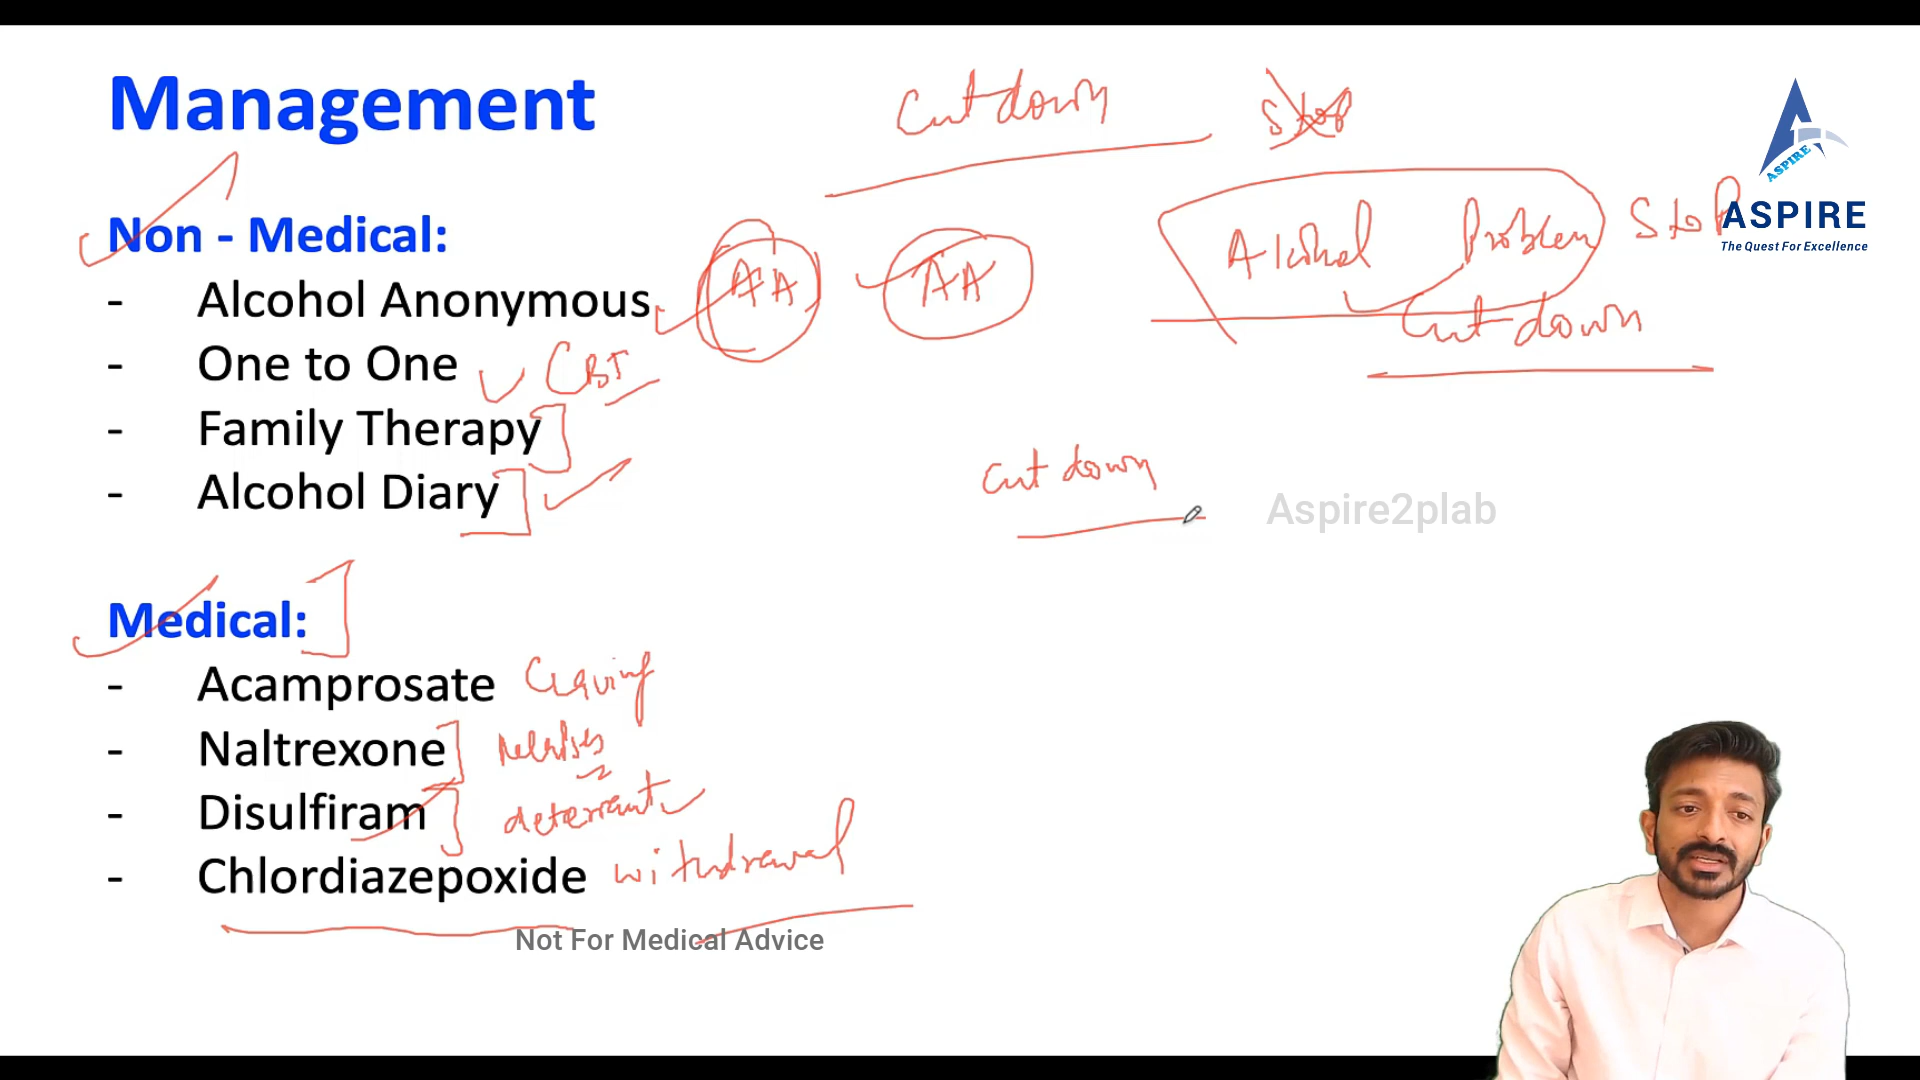 Management
cut down
Stop
ASPIRE
ASPIRE
The Quest For Excellence
Alcohol Problem
Stop
cut down
Non - Medical:
- Alcohol Anonymous
AA
AA
- One to One
CBT
- Family Therapy
- Alcohol Diary
cut down
Aspire2plab
Medical:
- Acamprosate craving
- Naltrexone
- Disulfiram deterrant
- Chlordiazepoxide withdrawal
Not For Medical Advice